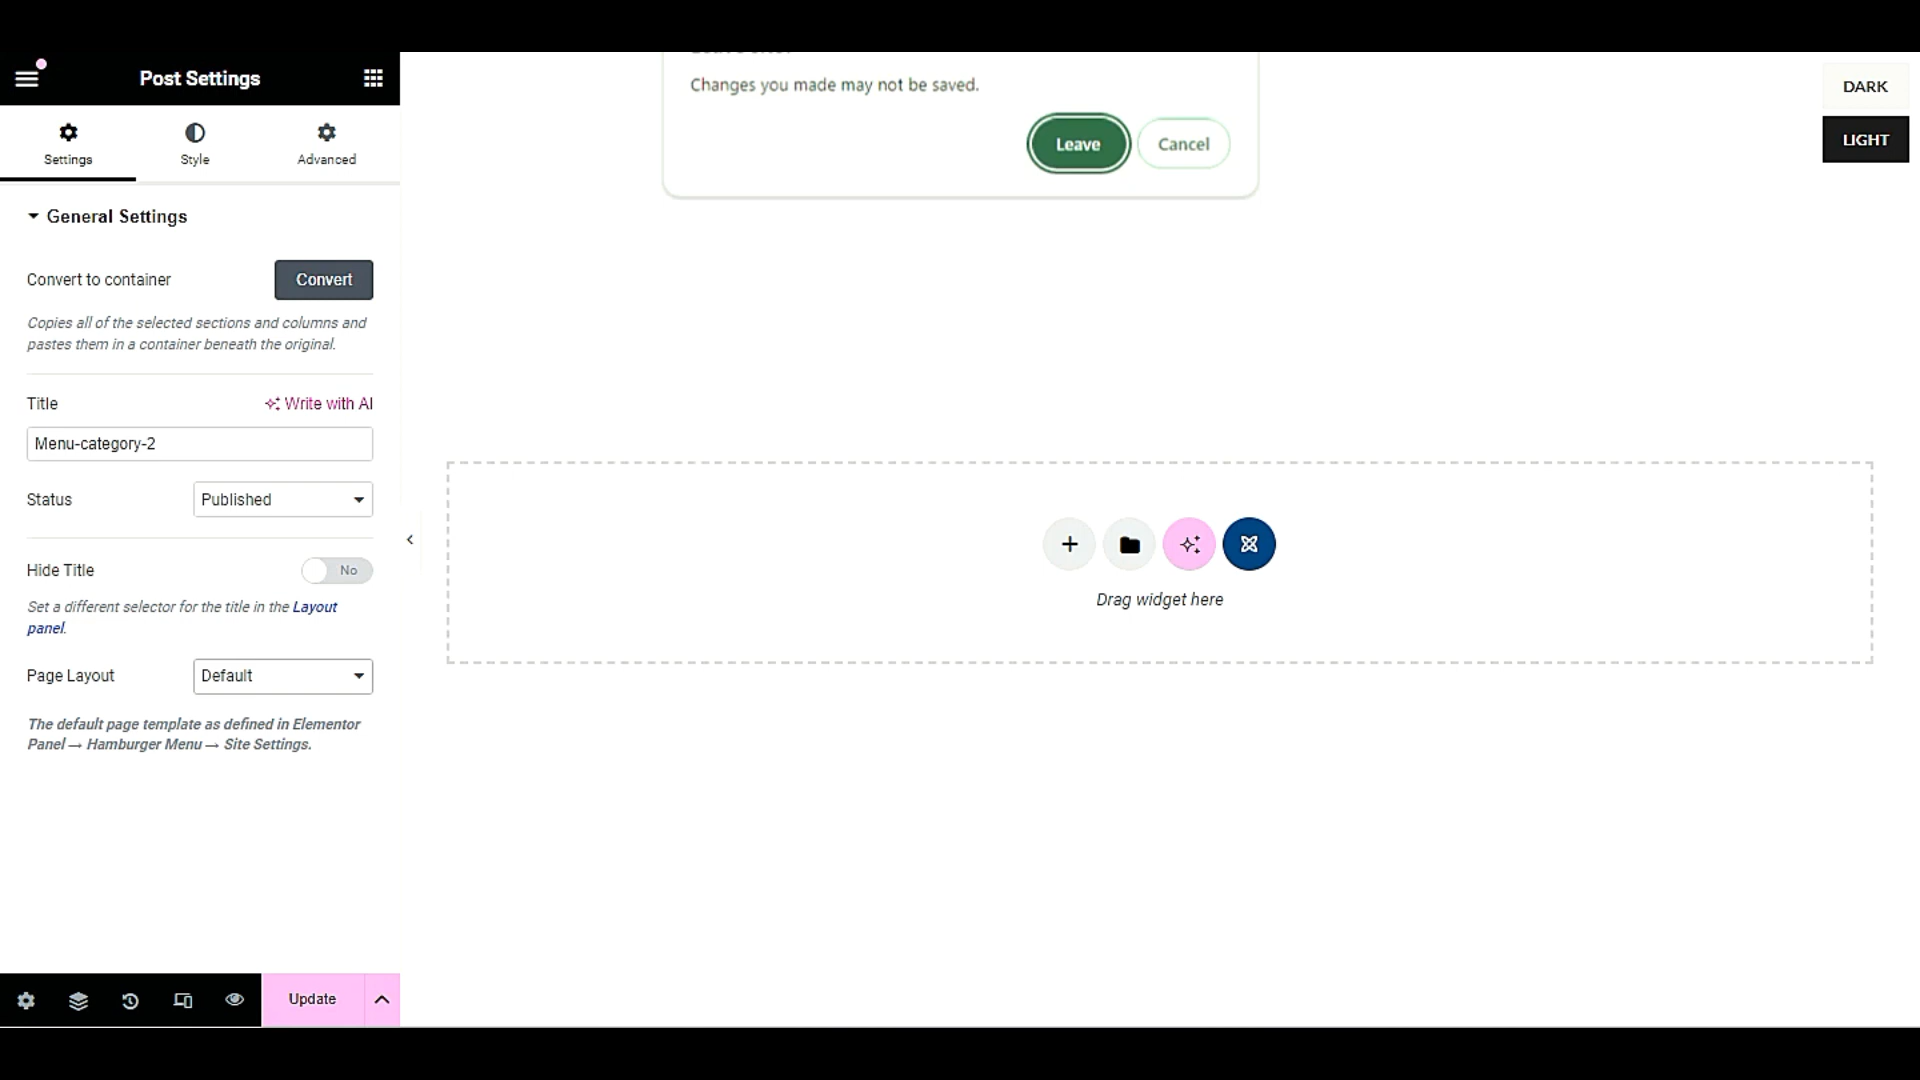 Post Settings
Settings
Style
Advanced
General Settings
Convert to container
Convert
Copies all of the selected sections and columns and
pastes them in a container beneath the original.
Title
Write with AI
Menu-category-2
Status
Published
Hide Title
No
Set a different selector for the title in the Layout
panel.
Page Layout
Default
The default page template as defined in Elementor
Panel → Hamburger Menu → Site Settings.
Update
Changes you made may not be saved.
Leave
Cancel
DARK
LIGHT
Drag widget here